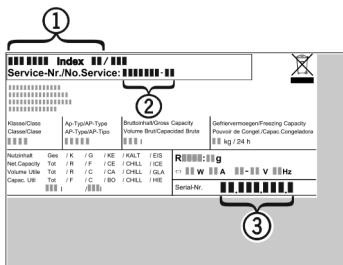 1
Index /
Service-Nr./No.Service: -
2
Klasse/Class
Classe/Clase
Ap-Typ/AP-Type
AP-Type/AP-Tipo
Bruttoinhalt/Gross Capacity
Volume Brut/Capacidad Bruta
l
Gefriervermoegen/Freezing Capacity
Pouvoir de Congel./Capac.Congeladora
kg / 24 h
Nutzinhalt Ges / K / G / KE / KALT / EIS
Net.Capacity Tot / R / F / CE / CHILL / ICE
Volume Utile Tot / R / C / CA / CHILL / GLA
Capac. Util Tot / F / C / BO / CHILL / HIE
l / l
R : g
W A - V Hz
Serial-Nr. . . .
3